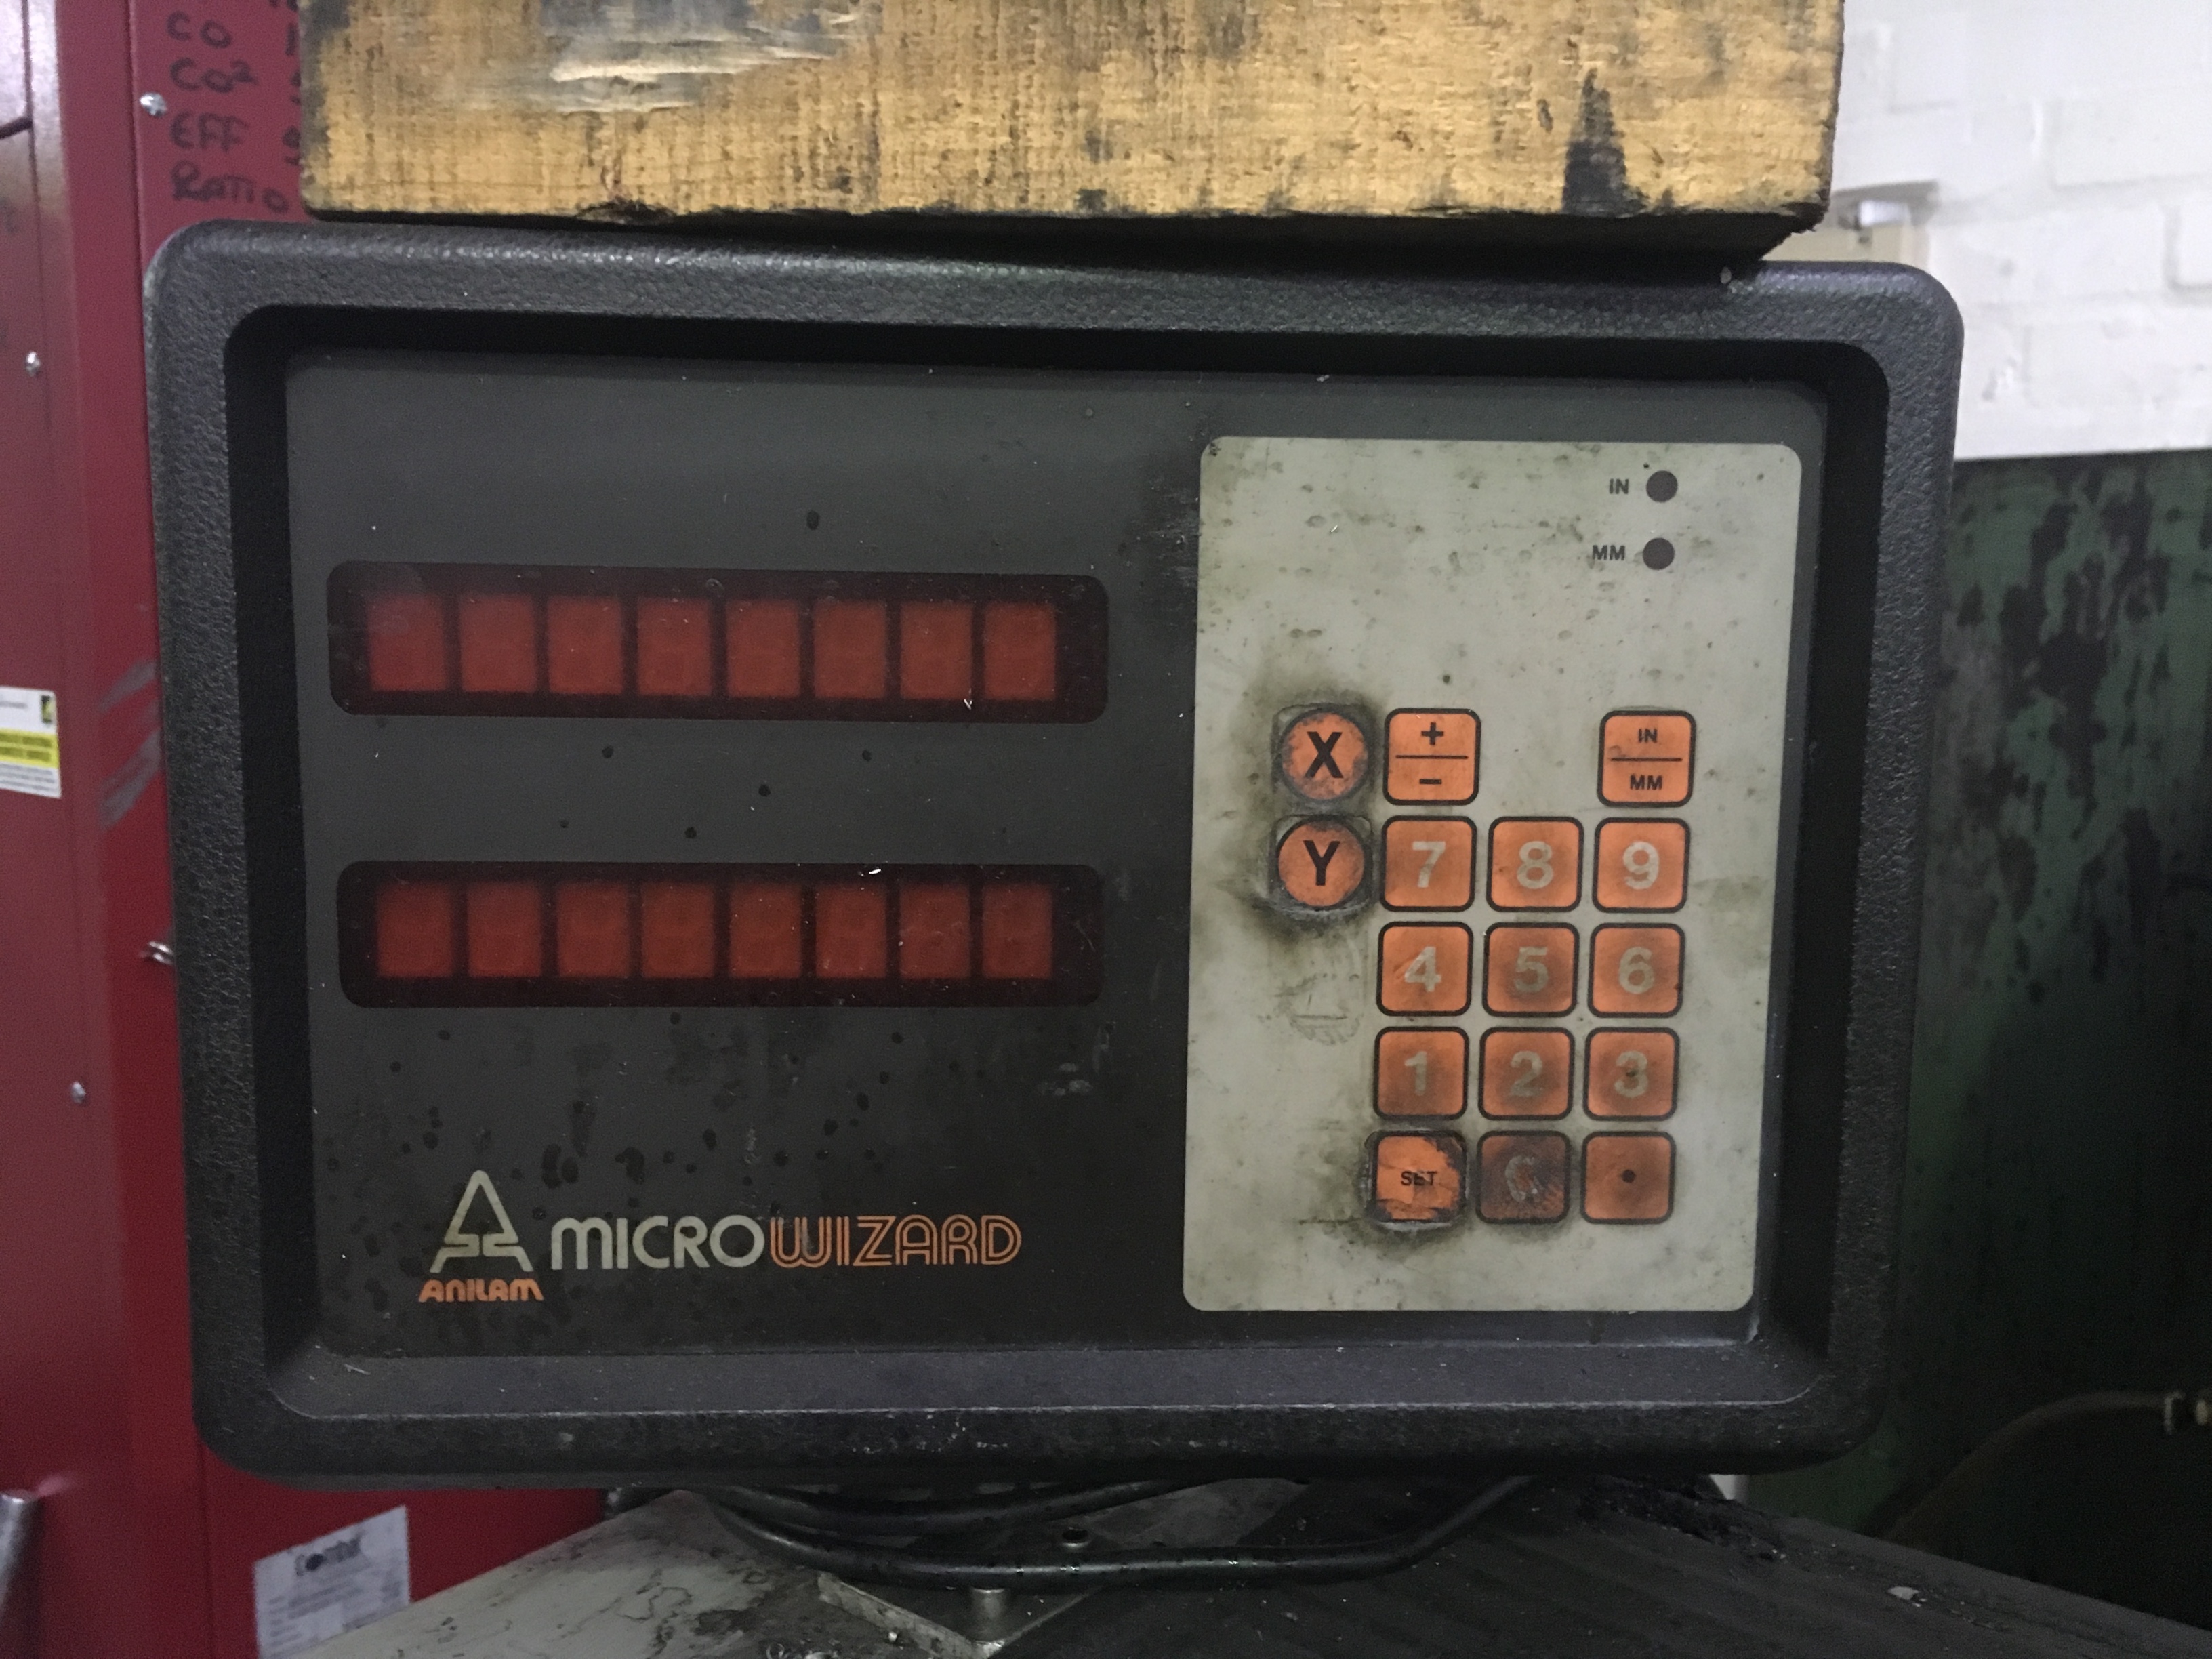 CO
CO²
EFF
RATIO
IN
MM
X
+
−
IN
MM
Y
7
8
9
4
5
6
1
2
3
SET
C
•
MICROWIZARD
ANILAM